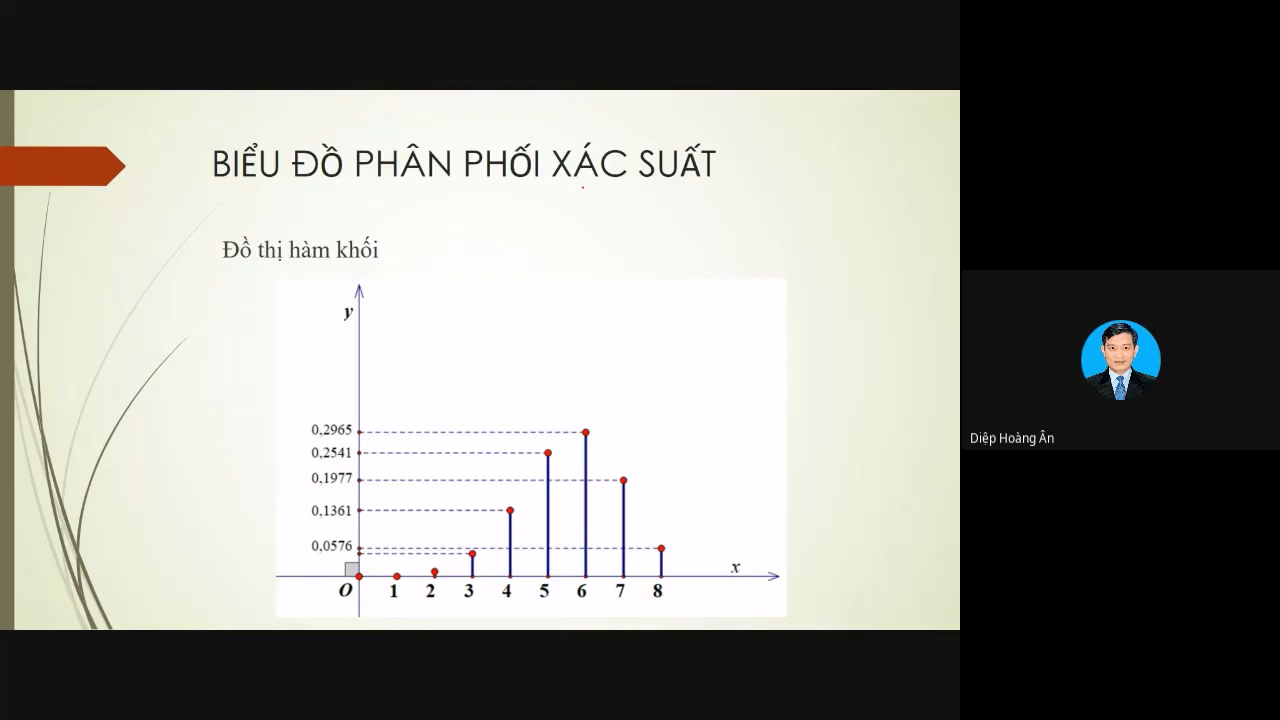 BIỂU ĐỒ PHÂN PHỐI XÁC SUẤT
Đồ thị hàm khối
y
0,2965
0,2541
0,1977
0,1361
0,0576
x
O 1 2 3 4 5 6 7 8
Diệp Hoàng Ân